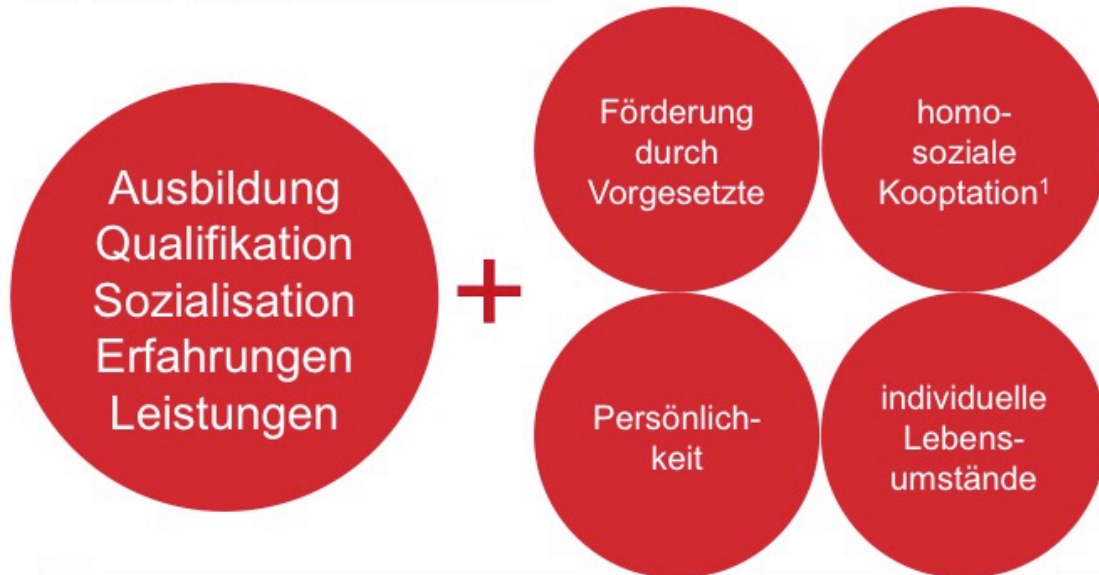 Ausbildung
Qualifikation
Sozialisation
Erfahrungen
Leistungen
+
Förderung
durch
Vorgesetzte
homo-
soziale
Kooptation¹
Persönlich-
keit
individuelle
Lebens-
umstände